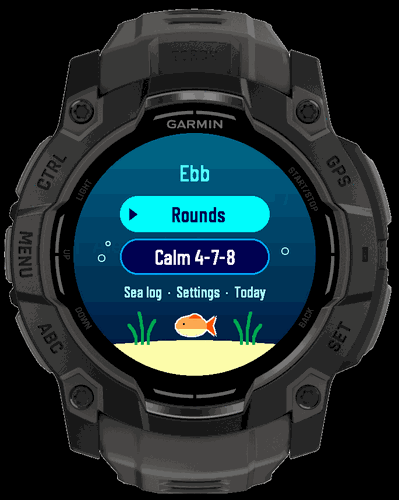 GARMIN
CTRL
GPS
LIGHT
START/STOP
Ebb
Rounds
MENU
UP
Calm 4-7-8
Sea log · Settings · Today
DOWN
BACK
ABC
SET